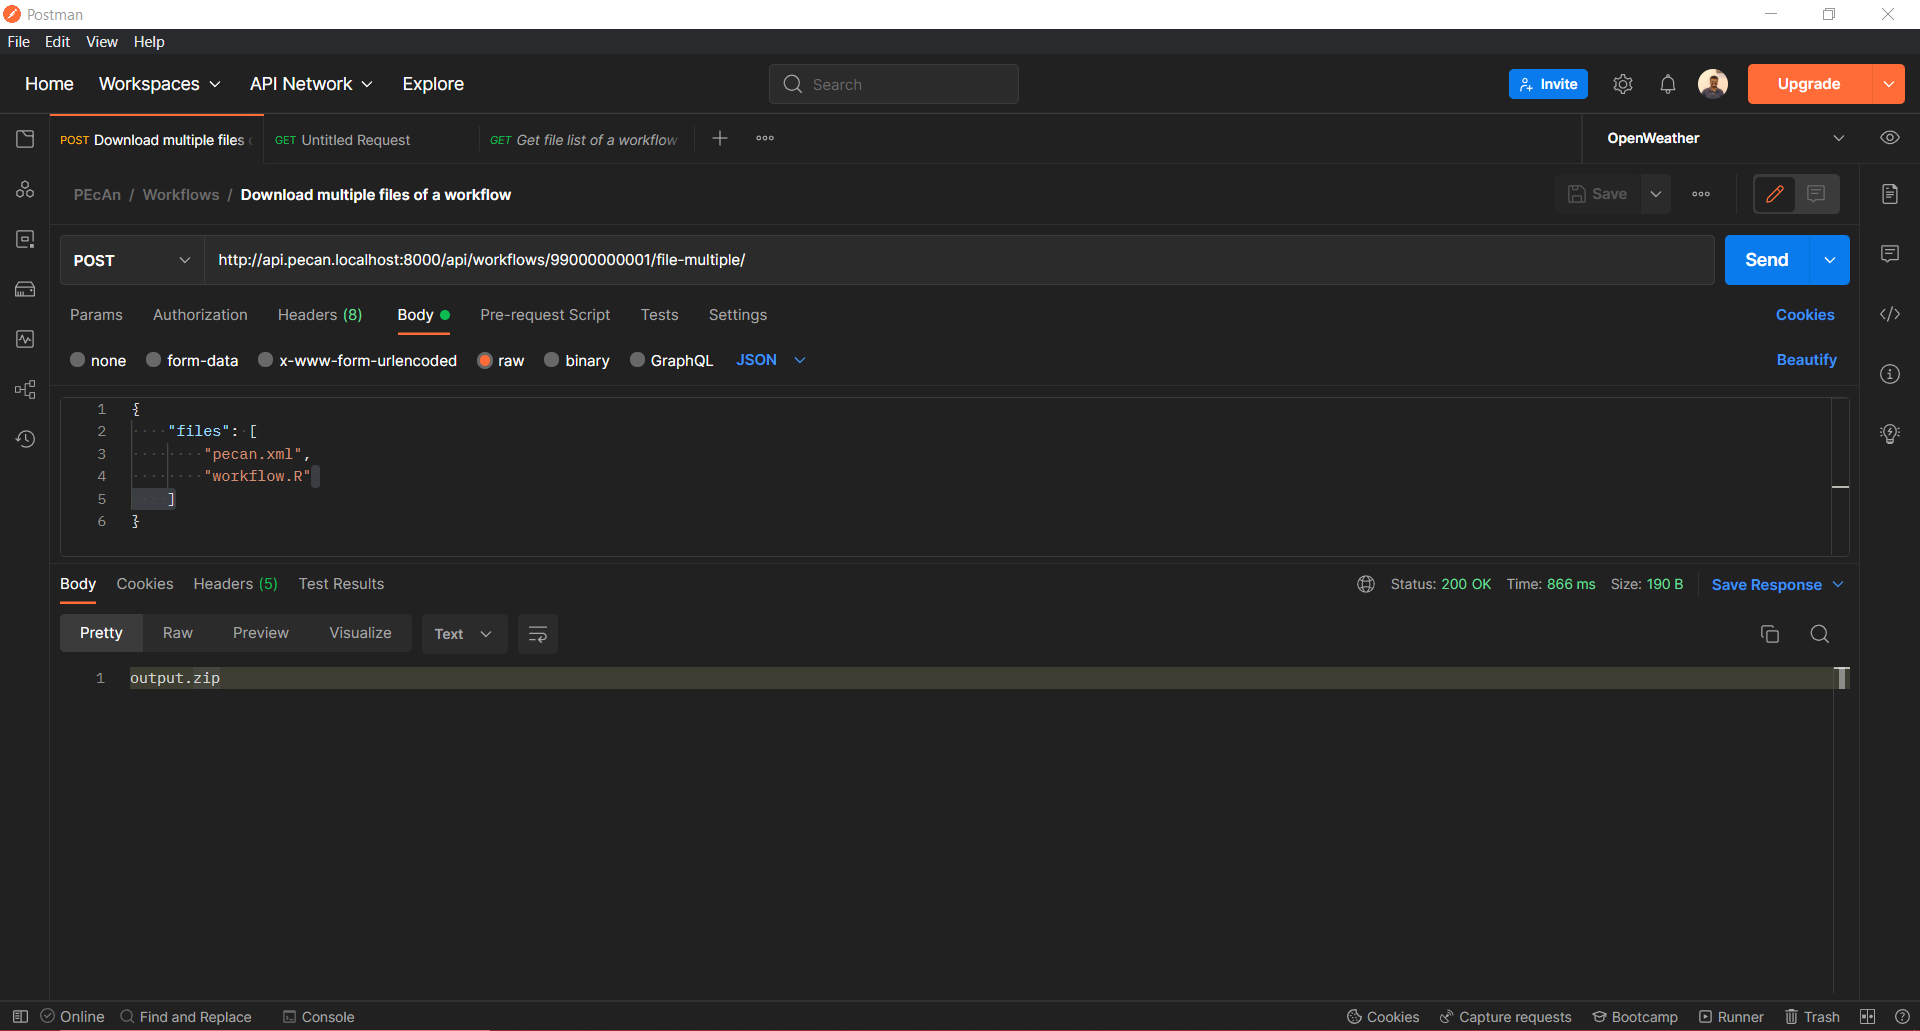 Postman
File Edit View Help
Home Workspaces API Network Explore Search Invite Upgrade
POST Download multiple files GET Untitled Request GET Get file list of a workflow OpenWeather
PEcAn / Workflows / Download multiple files of a workflow Save
POST http://api.pecan.localhost:8000/api/workflows/99000000001/file-multiple/ Send
Params Authorization Headers (8) Body Pre-request Script Tests Settings Cookies
none form-data x-www-form-urlencoded raw binary GraphQL JSON Beautify
1 {
2 "files": [
3 "pecan.xml",
4 "workflow.R"
5 ]
6 }
Body Cookies Headers (5) Test Results Status: 200 OK Time: 866 ms Size: 190 B Save Response
Pretty Raw Preview Visualize Text
1 output.zip
Online Find and Replace Console Cookies Capture requests Bootcamp Runner Trash